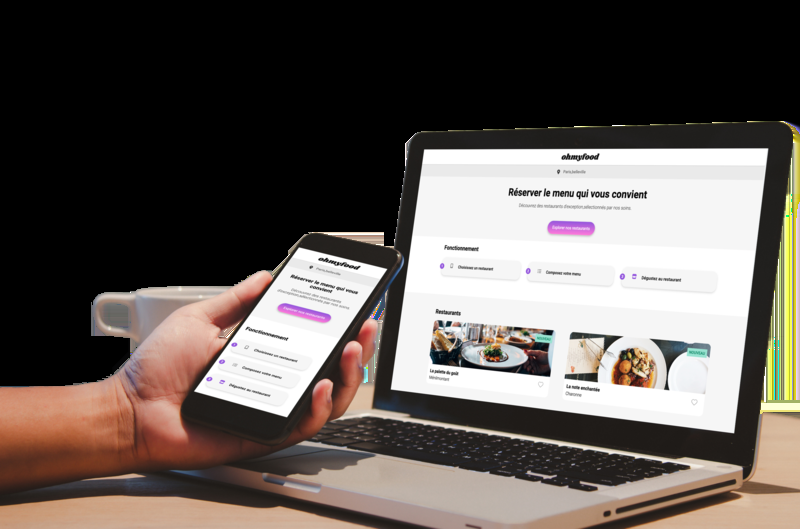 ohmyfood
Paris Belleville
Réserver le menu qui vous
convient
Découvrez des restaurants
d'exception sélectionnés par nos
soins.
Explorer nos restaurants
Fonctionnement
1 Choisissez un restaurant
2 Composez votre menu
3 Dégustez au restaurant
ohmyfood
Paris Belleville
Réserver le menu qui vous convient
Découvrez des restaurants d'exception sélectionnés par nos soins.
Explorer nos restaurants
Fonctionnement
1 Choisissez un restaurant
2 Composez votre menu
3 Dégustez au restaurant
Restaurants
NOUVEAU
La palette du goût
Ménilmontant
NOUVEAU
La note enchantée
Charonne